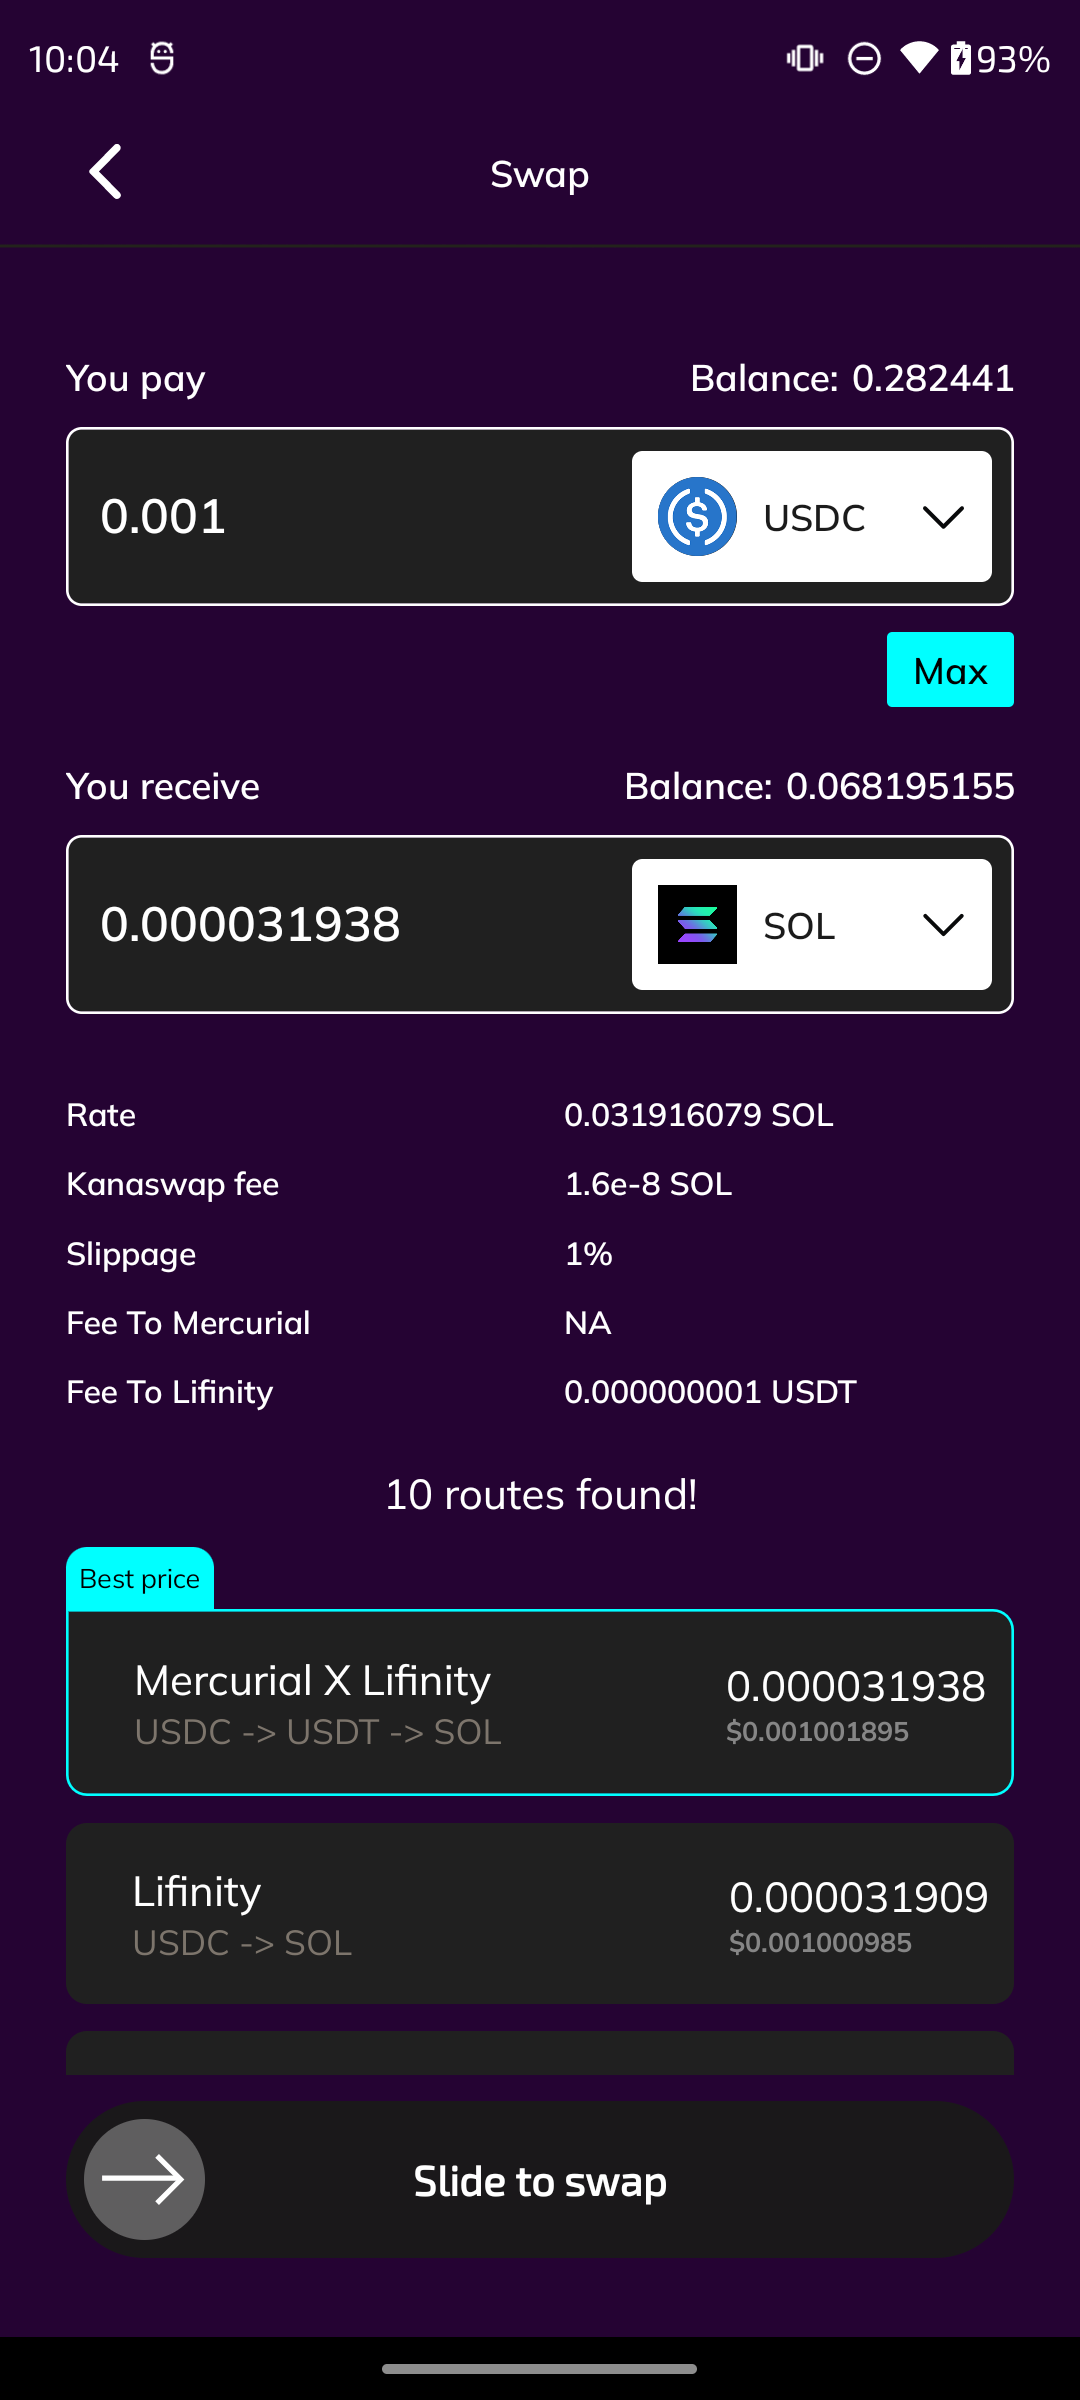 10:04
93%
Swap
You pay
Balance: 0.282441
0.001
USDC
Max
You receive
Balance: 0.068195155
0.000031938
SOL
Rate
0.031916079 SOL
Kanaswap fee
1.6e-8 SOL
Slippage
1%
Fee To Mercurial
NA
Fee To Lifinity
0.000000001 USDT
10 routes found!
Best price
Mercurial X Lifinity
0.000031938
USDC -> USDT -> SOL
$0.001001895
Lifinity
0.000031909
USDC -> SOL
$0.001000985
Slide to swap